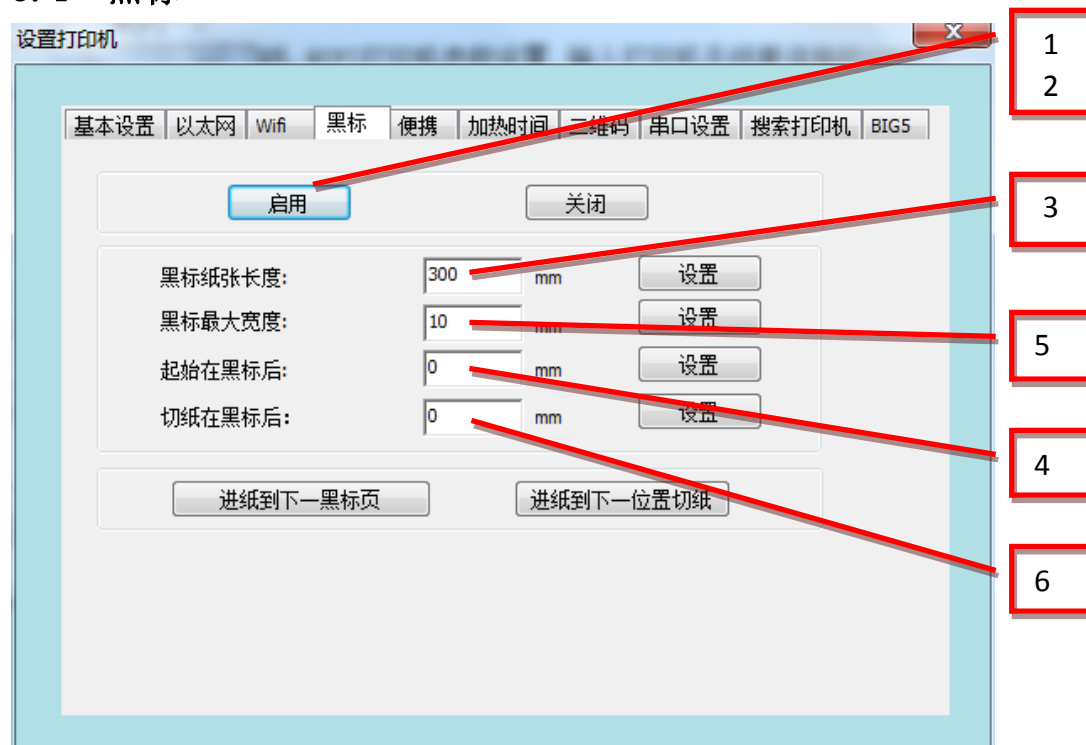 设置打印机
x
1
2
基本设置 以太网 Wifi 黑标 便携 加热时间 二维码 串口设置 搜索打印机 BIG5
启用 关闭
3
黑标纸张长度: 300 mm 设置
黑标最大宽度: 10 mm 设置
5
起始在黑标后: 0 mm 设置
切纸在黑标后: 0 mm 设置
4
进纸到下一黑标页 进纸到下一位置切纸
6